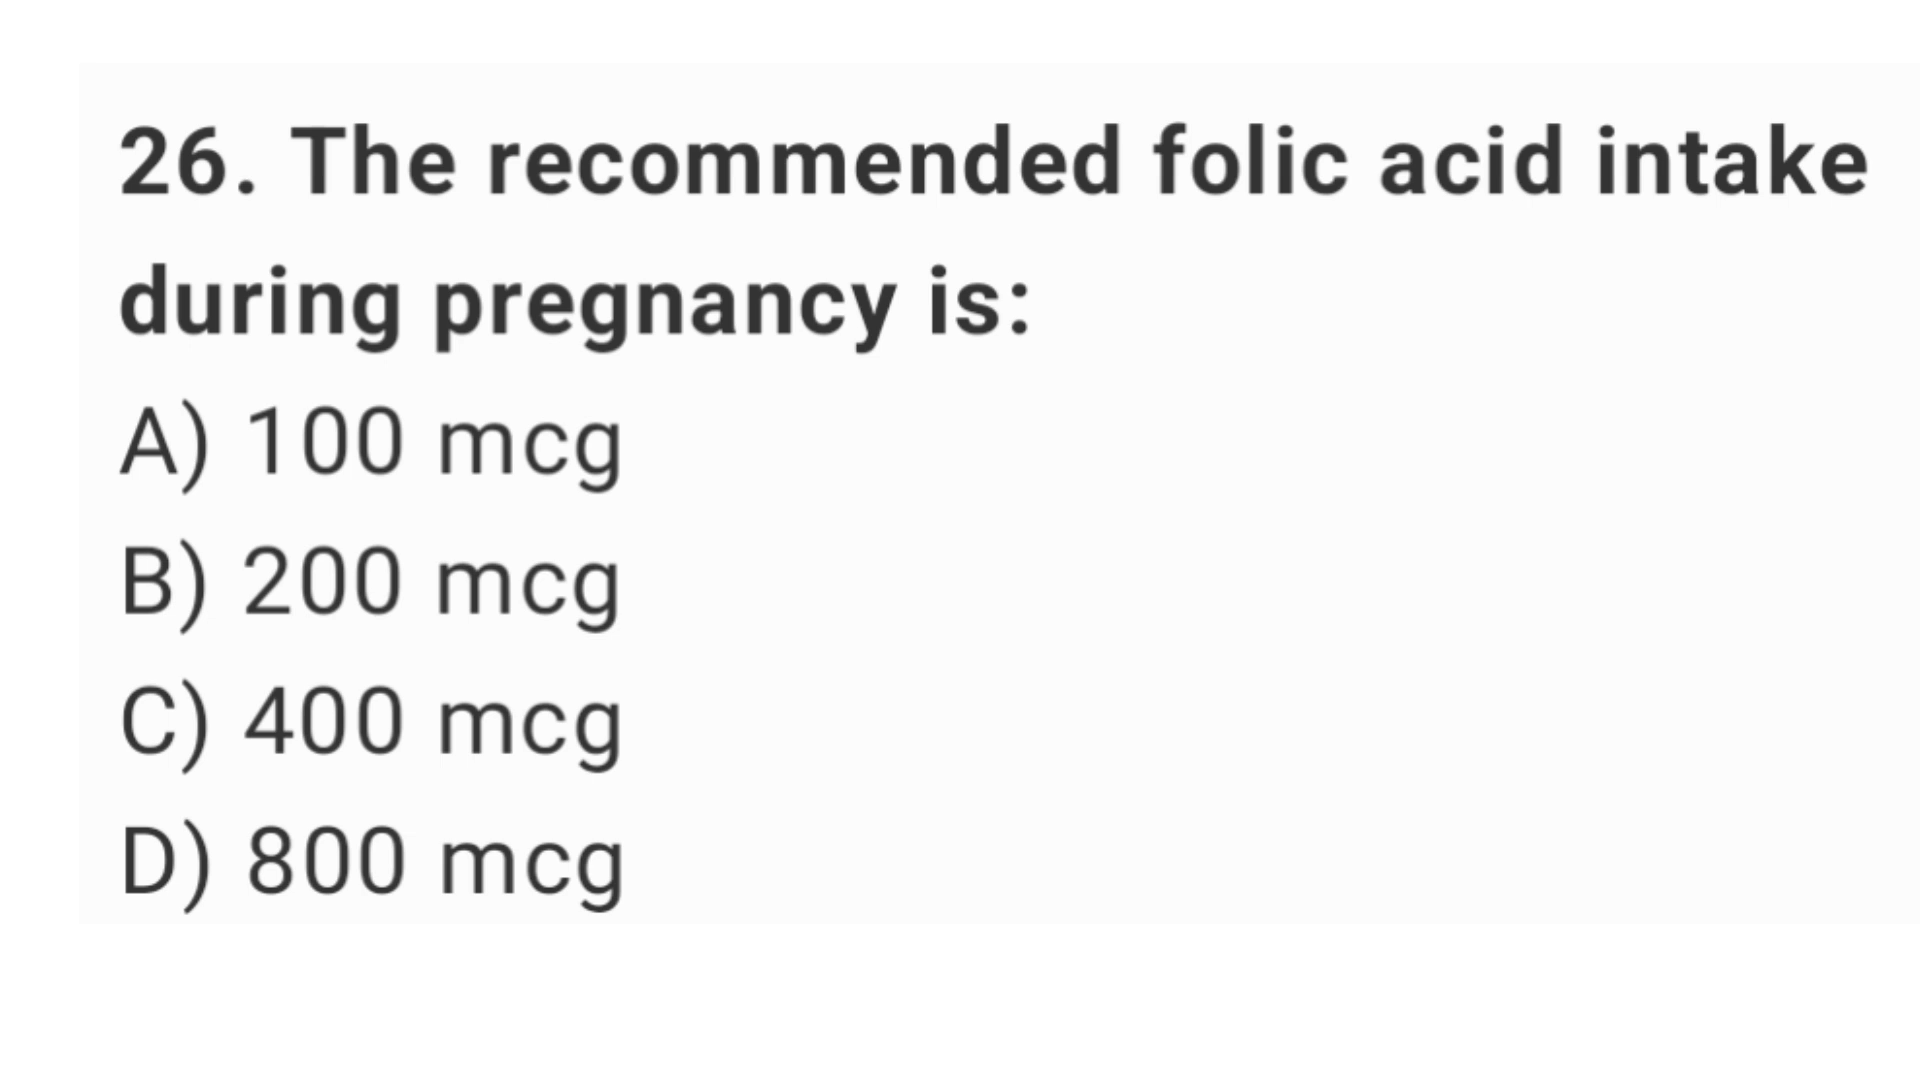 26. The recommended folic acid intake
during pregnancy is:
A) 100 mcg
B) 200 mcg
C) 400 mcg
D) 800 mcg